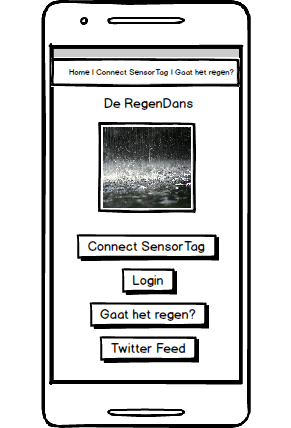 Home | Connect SensorTag | Gaat het regen?
De RegenDans
Connect SensorTag
Login
Gaat het regen?
Twitter Feed